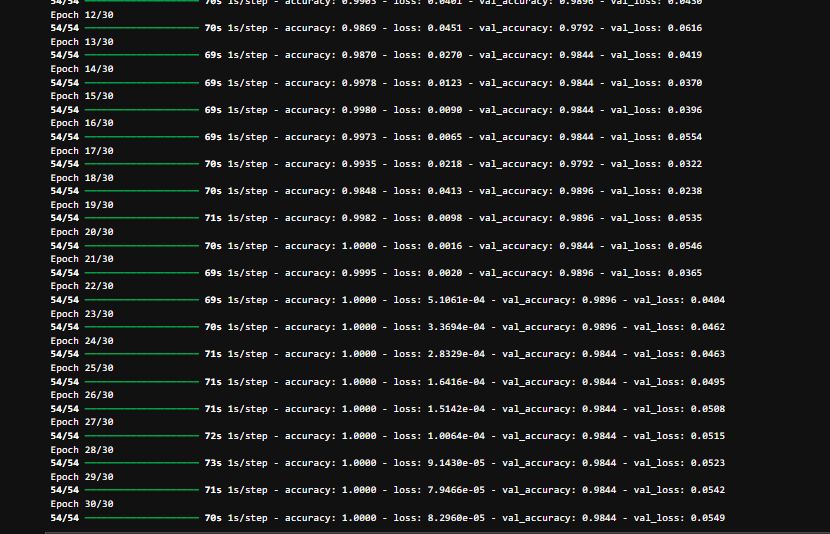 54/54 70s 1s/step - accuracy: 0.9903 - loss: 0.0401 - val_accuracy: 0.9896 - val_loss: 0.0430
Epoch 12/30
54/54 70s 1s/step - accuracy: 0.9869 - loss: 0.0451 - val_accuracy: 0.9792 - val_loss: 0.0616
Epoch 13/30
54/54 69s 1s/step - accuracy: 0.9870 - loss: 0.0270 - val_accuracy: 0.9844 - val_loss: 0.0419
Epoch 14/30
54/54 69s 1s/step - accuracy: 0.9978 - loss: 0.0123 - val_accuracy: 0.9844 - val_loss: 0.0370
Epoch 15/30
54/54 69s 1s/step - accuracy: 0.9980 - loss: 0.0090 - val_accuracy: 0.9844 - val_loss: 0.0396
Epoch 16/30
54/54 69s 1s/step - accuracy: 0.9973 - loss: 0.0065 - val_accuracy: 0.9844 - val_loss: 0.0554
Epoch 17/30
54/54 70s 1s/step - accuracy: 0.9935 - loss: 0.0218 - val_accuracy: 0.9792 - val_loss: 0.0322
Epoch 18/30
54/54 70s 1s/step - accuracy: 0.9848 - loss: 0.0413 - val_accuracy: 0.9896 - val_loss: 0.0238
Epoch 19/30
54/54 71s 1s/step - accuracy: 0.9982 - loss: 0.0098 - val_accuracy: 0.9896 - val_loss: 0.0535
Epoch 20/30
54/54 70s 1s/step - accuracy: 1.0000 - loss: 0.0016 - val_accuracy: 0.9844 - val_loss: 0.0546
Epoch 21/30
54/54 69s 1s/step - accuracy: 0.9995 - loss: 0.0020 - val_accuracy: 0.9896 - val_loss: 0.0365
Epoch 22/30
54/54 69s 1s/step - accuracy: 1.0000 - loss: 5.1061e-04 - val_accuracy: 0.9896 - val_loss: 0.0404
Epoch 23/30
54/54 70s 1s/step - accuracy: 1.0000 - loss: 3.3694e-04 - val_accuracy: 0.9896 - val_loss: 0.0462
Epoch 24/30
54/54 71s 1s/step - accuracy: 1.0000 - loss: 2.8329e-04 - val_accuracy: 0.9844 - val_loss: 0.0463
Epoch 25/30
54/54 71s 1s/step - accuracy: 1.0000 - loss: 1.6416e-04 - val_accuracy: 0.9844 - val_loss: 0.0495
Epoch 26/30
54/54 71s 1s/step - accuracy: 1.0000 - loss: 1.5142e-04 - val_accuracy: 0.9844 - val_loss: 0.0508
Epoch 27/30
54/54 72s 1s/step - accuracy: 1.0000 - loss: 1.0064e-04 - val_accuracy: 0.9844 - val_loss: 0.0515
Epoch 28/30
54/54 73s 1s/step - accuracy: 1.0000 - loss: 9.1430e-05 - val_accuracy: 0.9844 - val_loss: 0.0523
Epoch 29/30
54/54 71s 1s/step - accuracy: 1.0000 - loss: 7.9466e-05 - val_accuracy: 0.9844 - val_loss: 0.0542
Epoch 30/30
54/54 70s 1s/step - accuracy: 1.0000 - loss: 8.2960e-05 - val_accuracy: 0.9844 - val_loss: 0.0549